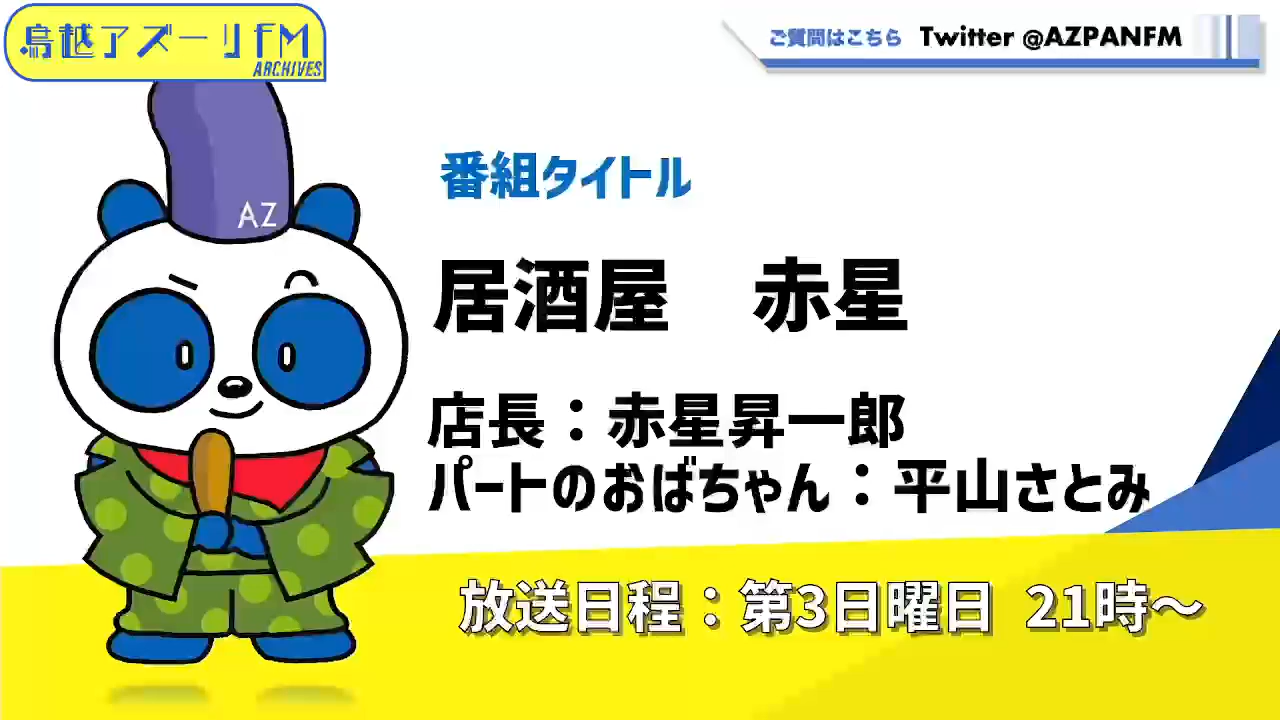 鳥越アズーリFM
ARCHIVES
ご質問はこちら Twitter @AZPANFM
AZ
番組タイトル
居酒屋　赤星
店長：赤星昇一郎
パートのおばちゃん：平山さとみ
放送日程：第3日曜日 21時～